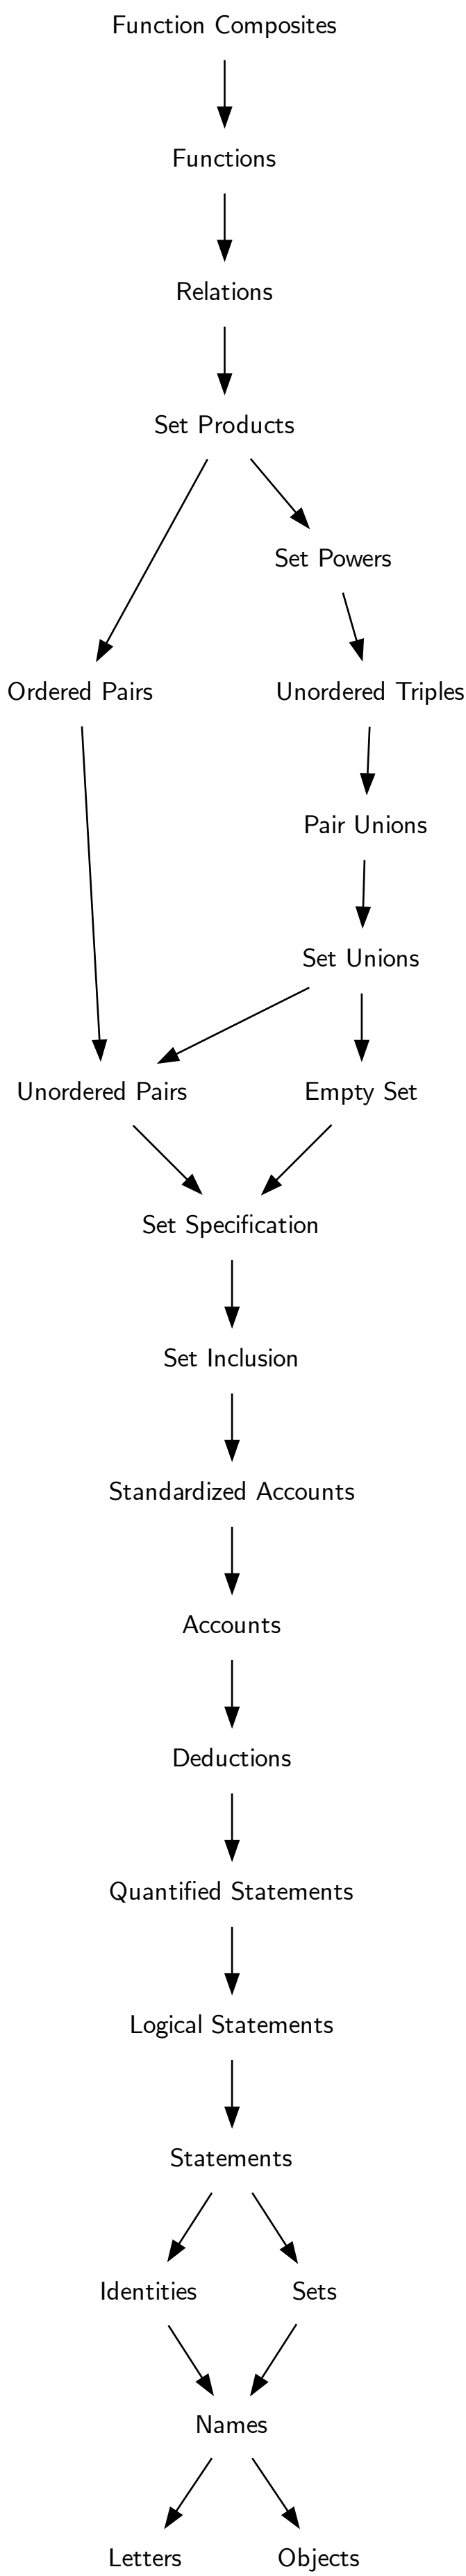 Function Composites
Functions
Relations
Set Products
Set Powers
Ordered Pairs
Unordered Triples
Pair Unions
Set Unions
Unordered Pairs
Empty Set
Set Specification
Set Inclusion
Standardized Accounts
Accounts
Deductions
Quantified Statements
Logical Statements
Statements
Identities
Sets
Names
Letters
Objects